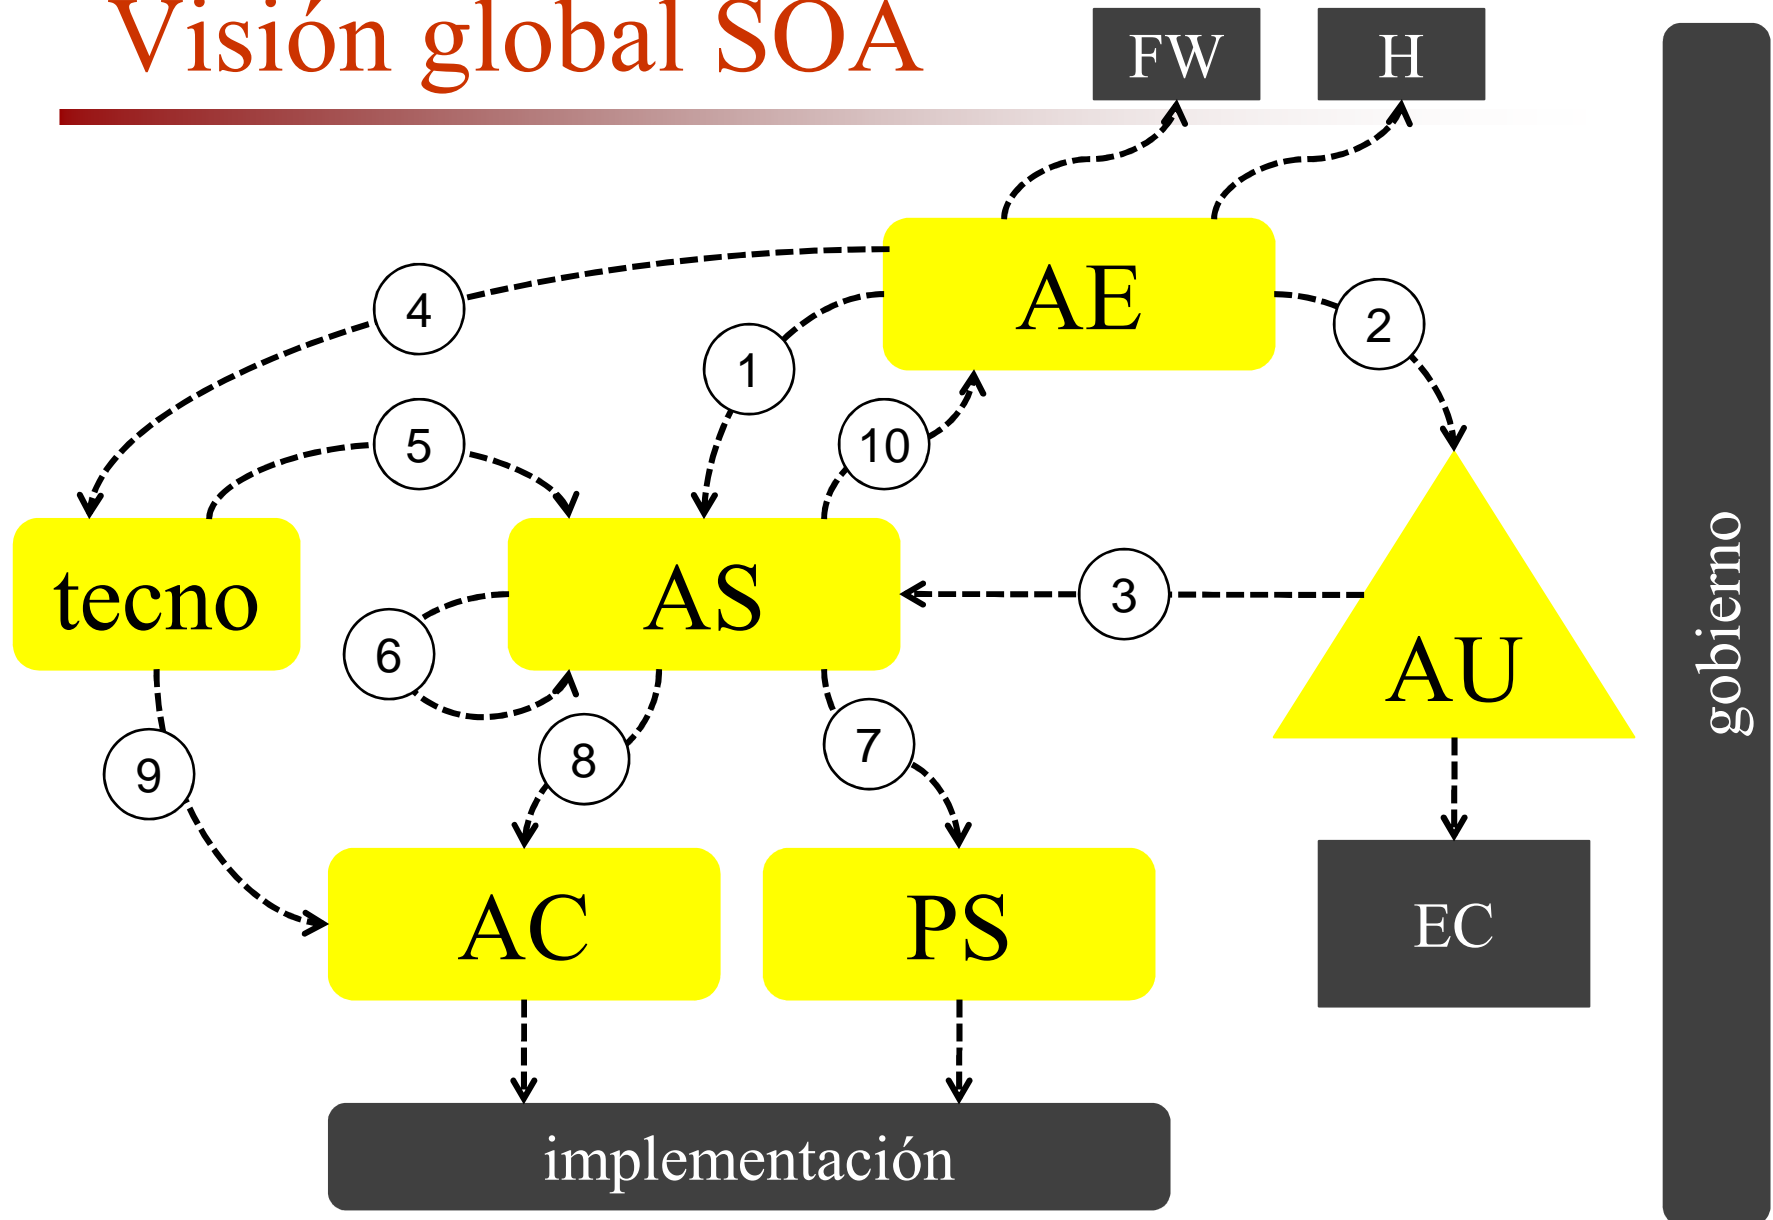 Visión global SOA
FW
H
AE
4
2
1
5
10
tecno
AS
3
6
AU
gobierno
9
8
7
AC
PS
EC
implementación